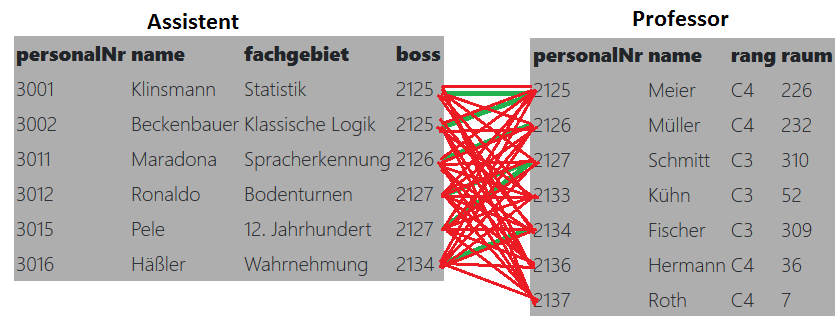 Assistent
personalNr name fachgebiet boss
3001 Klinsmann Statistik 2125
3002 Beckenbauer Klassische Logik 2125
3011 Maradona Spracherkennung 2126
3012 Ronaldo Bodenturnen 2127
3015 Pele 12. Jahrhundert 2127
3016 Häßler Wahrnehmung 2134
Professor
personalNr name rang raum
2125 Meier C4 226
2126 Müller C4 232
2127 Schmitt C3 310
2133 Kühn C3 52
2134 Fischer C3 309
2136 Hermann C4 36
2137 Roth C4 7